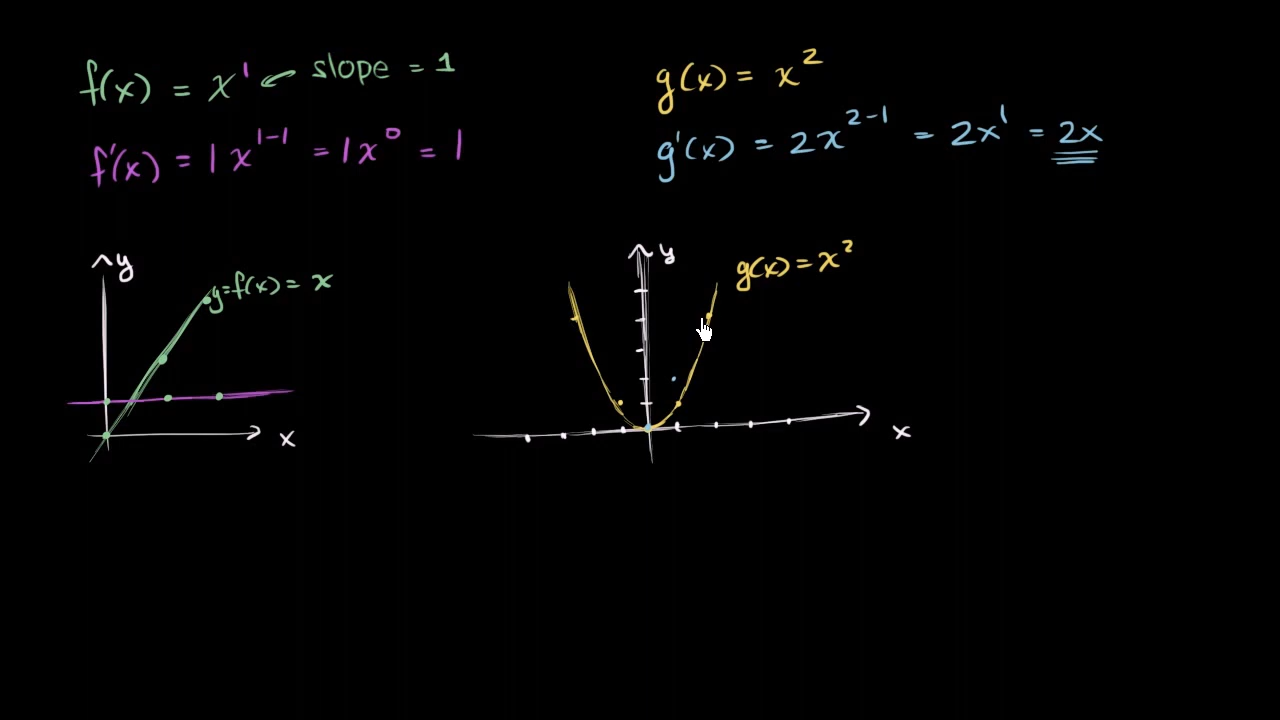 f(x) = x¹ ← slope = 1
f'(x) = 1x¹⁻¹ = 1x⁰ = 1
g(x) = x²
g'(x) = 2x²⁻¹ = 2x¹ = 2x
y
y=f(x) = x
x
y
g(x) = x²
x